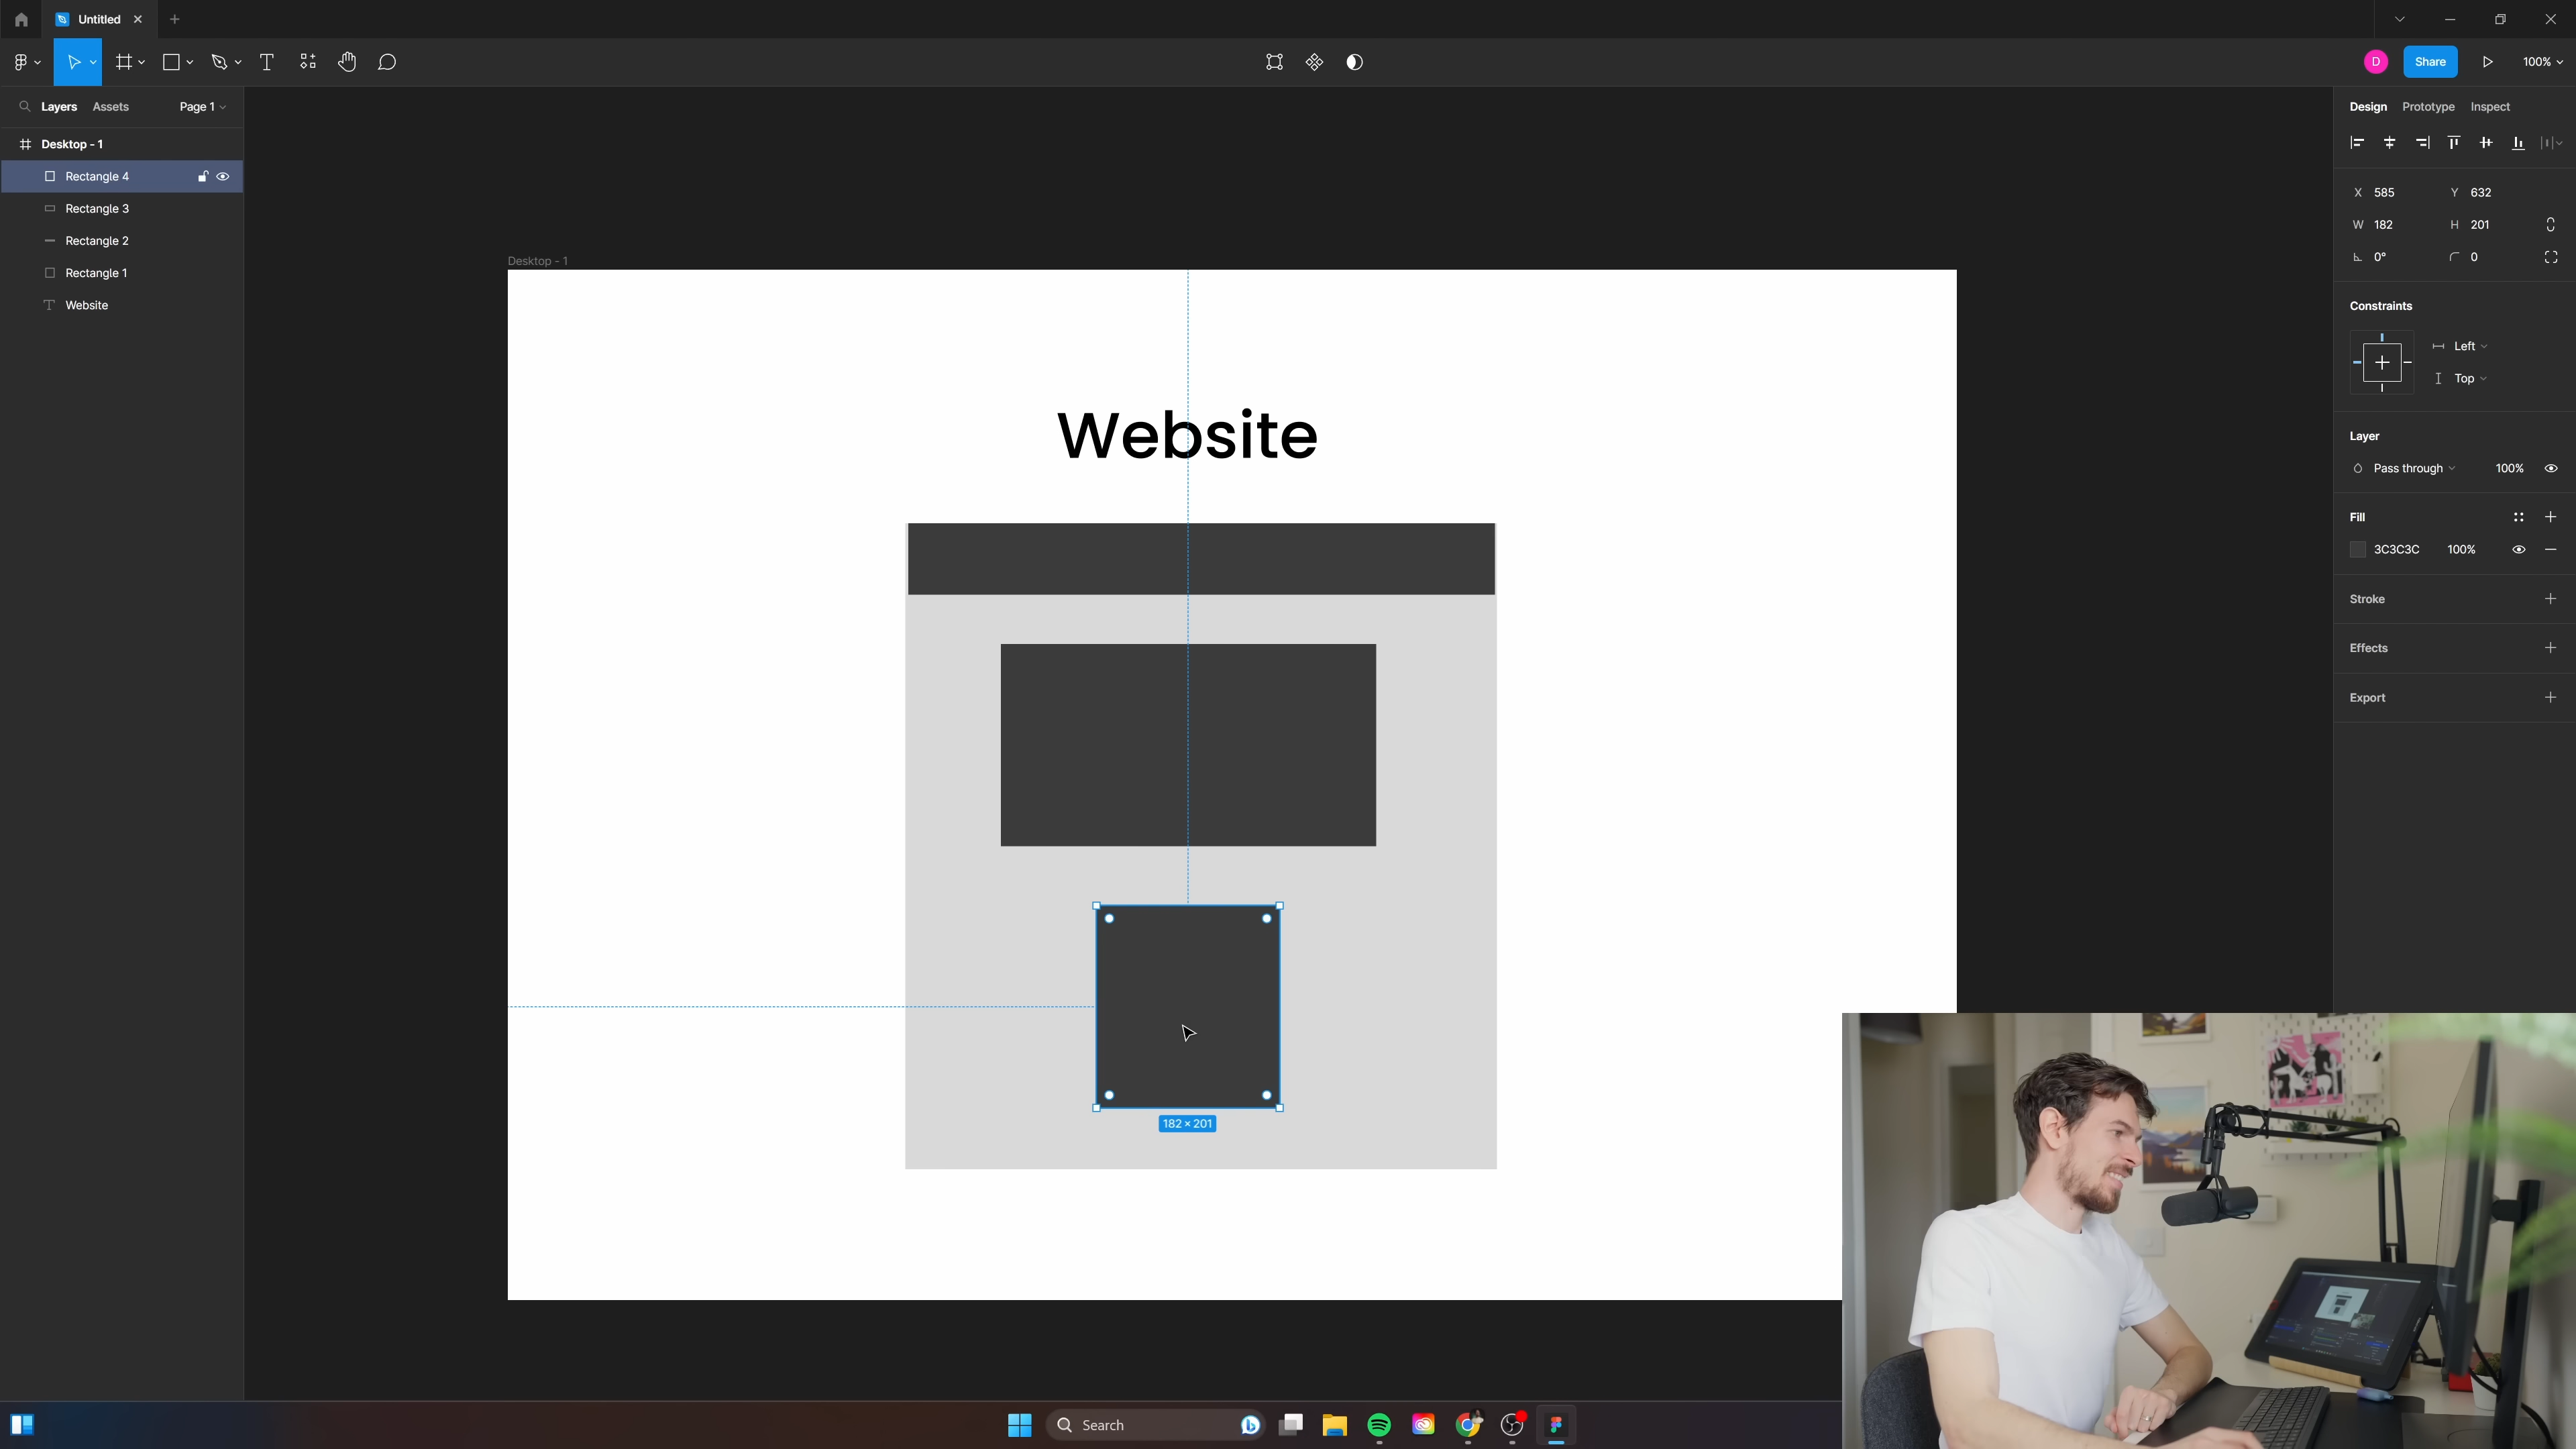 Untitled
D
Share
100%
Layers
Assets
Page 1
Design
Prototype
Inspect
Desktop - 1
Rectangle 4
Rectangle 3
Rectangle 2
Rectangle 1
Website
X 585
Y 632
W 182
H 201
0°
0
Constraints
Left
Top
Layer
Pass through
100%
Fill
3C3C3C
100%
Stroke
Effects
Export
Desktop - 1
Website
182 × 201
Search